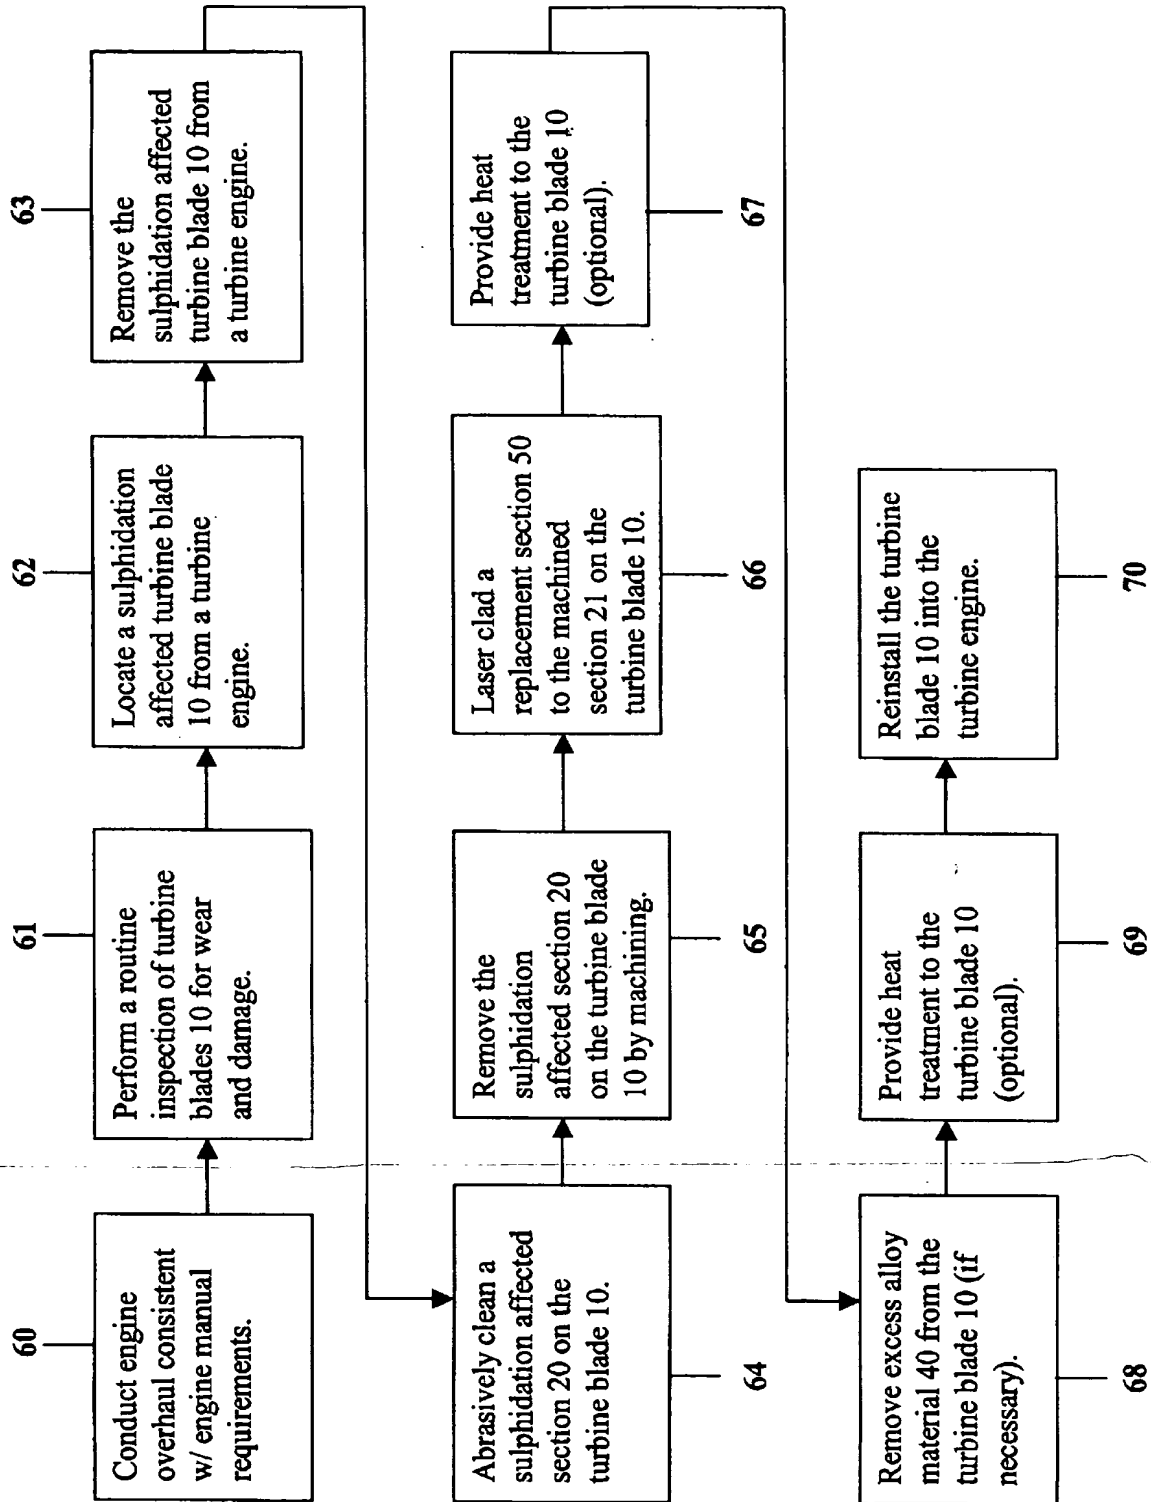 60
Conduct engine
overhaul consistent
w/ engine manual
requirements.
61
Perform a routine
inspection of turbine
blades 10 for wear
and damage.
62
Locate a sulphidation
affected turbine blade
10 from a turbine
engine.
63
Remove the
sulphidation affected
turbine blade 10 from
a turbine engine.
Abrasively clean a
sulphidation affected
section 20 on the
turbine blade 10.
64
Remove the
sulphidation
affected section 20
on the turbine blade
10 by machining.
65
Laser clad a
replacement section 50
to the machined
section 21 on the
turbine blade 10.
66
Provide heat
treatment to the
turbine blade 10
(optional).
67
Remove excess alloy
material 40 from the
turbine blade 10 (if
necessary).
68
Provide heat
treatment to the
turbine blade 10
(optional).
69
Reinstall the turbine
blade 10 into the
turbine engine.
70